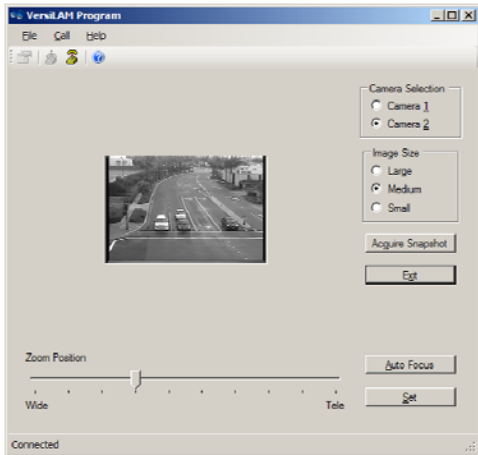 VersiLAM Program
File Call Help
Camera Selection
Camera 1
Camera 2
Image Size
Large
Medium
Small
Acquire Snapshot
Exit
Zoom Position
Auto Focus
Wide
Tele
Set
Connected